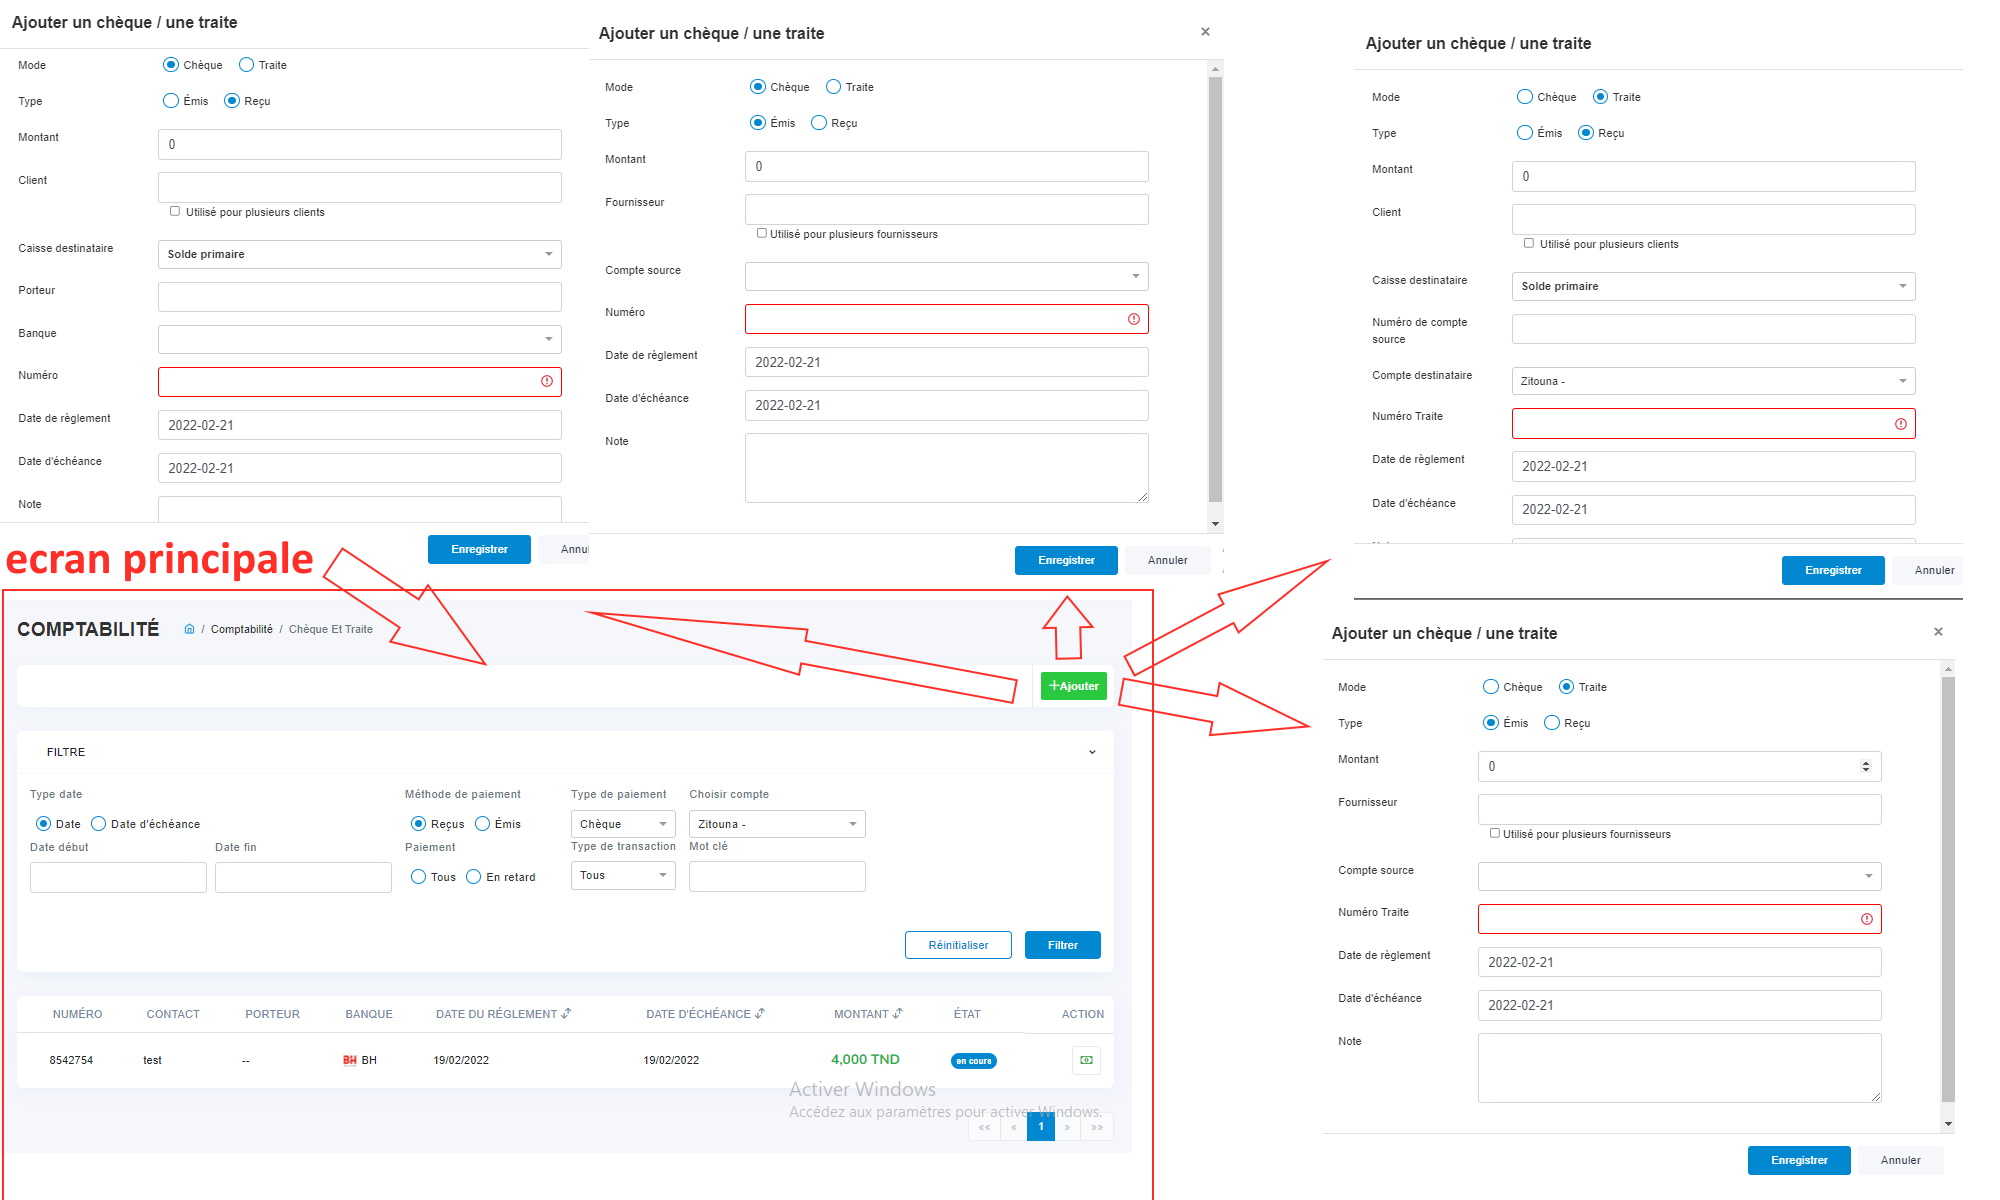 Ajouter un chèque / une traite
Mode
Chèque
Traite
Type
Émis
Reçu
Montant
0
Client
Utilisé pour plusieurs clients
Caisse destinataire
Solde primaire
Porteur
Banque
Numéro
Date de règlement
2022-02-21
Date d'échéance
2022-02-21
Note
Enregistrer
Annul
Ajouter un chèque / une traite
×
Mode
Chèque
Traite
Type
Émis
Reçu
Montant
0
Fournisseur
Utilisé pour plusieurs fournisseurs
Compte source
Numéro
Date de règlement
2022-02-21
Date d'échéance
2022-02-21
Note
Enregistrer
Annuler
Ajouter un chèque / une traite
Mode
Chèque
Traite
Type
Émis
Reçu
Montant
0
Client
Utilisé pour plusieurs clients
Caisse destinataire
Solde primaire
Numéro de compte
source
Compte destinataire
Zitouna -
Numéro Traite
Date de règlement
2022-02-21
Date d'échéance
2022-02-21
Enregistrer
Annuler
ecran principale
COMPTABILITÉ
/ Comptabilité / Chèque Et Traite
+Ajouter
FILTRE
Type date
Date
Date d'échéance
Date début
Date fin
Méthode de paiement
Reçus
Émis
Paiement
Tous
En retard
Type de paiement
Chèque
Type de transaction
Tous
Choisir compte
Zitouna -
Mot clé
Réinitialiser
Filtrer
NUMÉRO CONTACT PORTEUR BANQUE DATE DU RÉGLEMENT DATE D'ÉCHÉANCE MONTANT ÉTAT ACTION
8542754 test -- BH BH 19/02/2022 19/02/2022 4,000 TND en cours
Activer Windows
Accédez aux paramètres pour activer Windows.
«« « 1 » »»
Ajouter un chèque / une traite
×
Mode
Chèque
Traite
Type
Émis
Reçu
Montant
0
Fournisseur
Utilisé pour plusieurs fournisseurs
Compte source
Numéro Traite
Date de règlement
2022-02-21
Date d'échéance
2022-02-21
Note
Enregistrer
Annuler